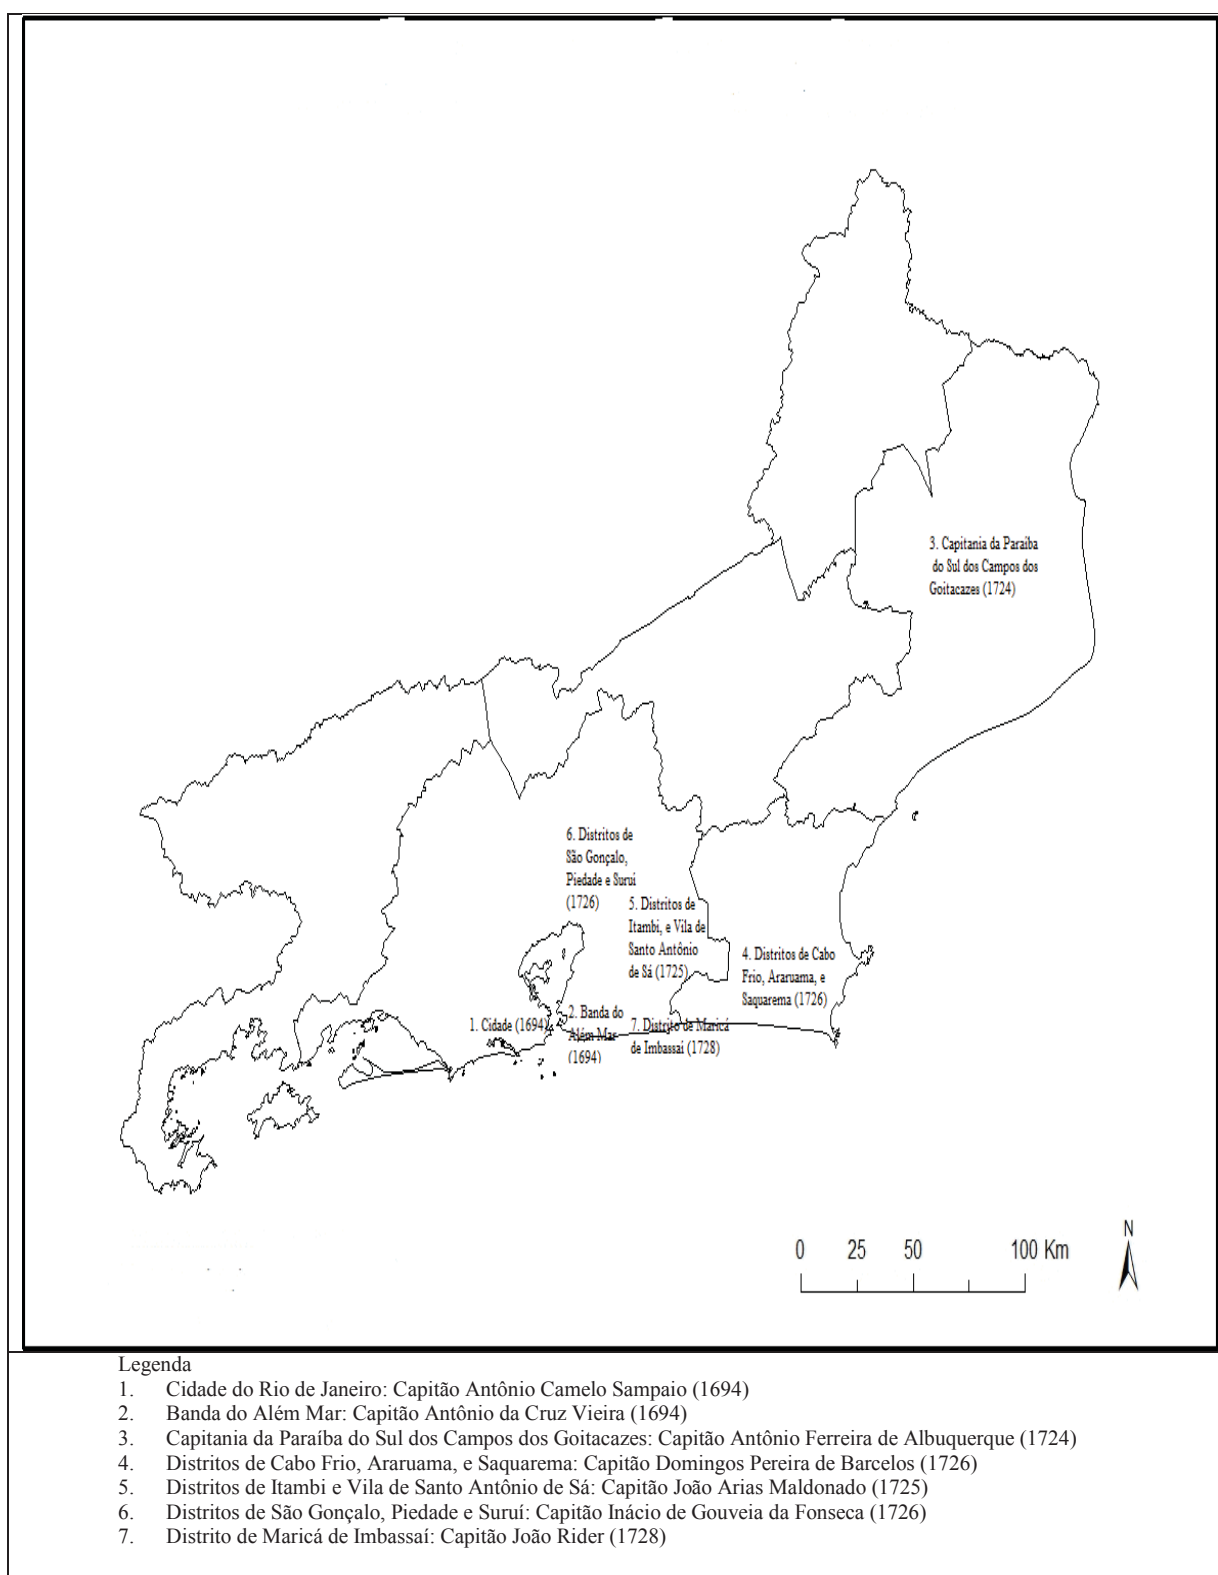 3. Capitania da Paraíba
do Sul dos Campos dos
Goitacazes (1724)
6. Distritos de
São Gonçalo,
Piedade e Suruí
(1726)
5. Distritos de
Itambi, e Vila de
Santo Antônio
de Sá (1725)
4. Distritos de Cabo
Frio, Araruama, e
Saquarema (1726)
1. Cidade (1694)
2. Banda do
Além Mar
(1694)
7. Distrito de Maricá
de Imbassaí (1728)
N
0 25 50 100 Km
Legenda
1. Cidade do Rio de Janeiro: Capitão Antônio Camelo Sampaio (1694)
2. Banda do Além Mar: Capitão Antônio da Cruz Vieira (1694)
3. Capitania da Paraíba do Sul dos Campos dos Goitacazes: Capitão Antônio Ferreira de Albuquerque (1724)
4. Distritos de Cabo Frio, Araruama, e Saquarema: Capitão Domingos Pereira de Barcelos (1726)
5. Distritos de Itambi e Vila de Santo Antônio de Sá: Capitão João Arias Maldonado (1725)
6. Distritos de São Gonçalo, Piedade e Suruí: Capitão Inácio de Gouveia da Fonseca (1726)
7. Distrito de Maricá de Imbassaí: Capitão João Rider (1728)